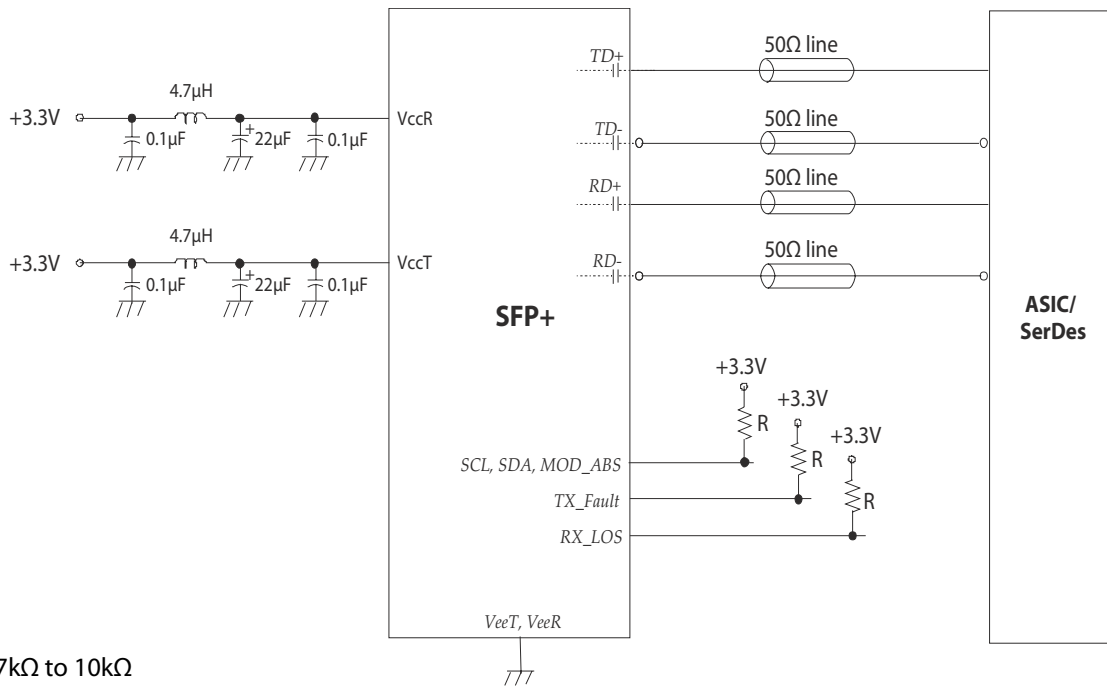 TD+
50Ω line
4.7µH
+3.3V
VccR
0.1µF
+
22µF
0.1µF
TD-
50Ω line
RD+
50Ω line
4.7µH
+3.3V
VccT
0.1µF
+
22µF
0.1µF
RD-
50Ω line
SFP+
ASIC/
SerDes
+3.3V
R
+3.3V
R
+3.3V
R
SCL, SDA, MOD_ABS
TX_Fault
RX_LOS
VeeT, VeeR
7kΩ to 10kΩ